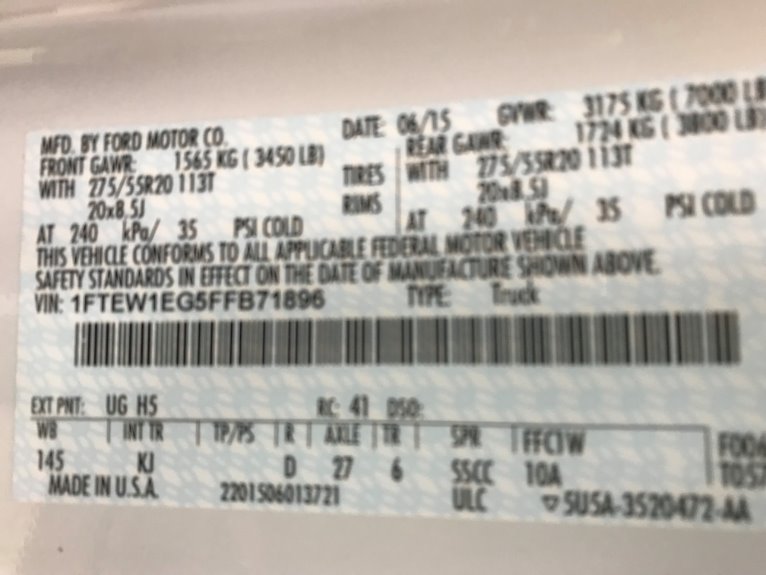 MFD. BY FORD MOTOR CO. DATE: 06/15 GVWR: 3175 KG ( 7000 LB
FRONT GAWR: 1565 KG ( 3450 LB) REAR GAWR: 1724 KG ( 3800 LB)
WITH 275/55R20 113T TIRES WITH 275/55R20 113T
20x8.5J RIMS 20x8.5J
AT 240 kPa/ 35 PSI COLD AT 240 kPa/ 35 PSI COLD
THIS VEHICLE CONFORMS TO ALL APPLICABLE FEDERAL MOTOR VEHICLE
SAFETY STANDARDS IN EFFECT ON THE DATE OF MANUFACTURE SHOWN ABOVE.
VIN: 1FTEW1EG5FFB71896 TYPE: Truck
EXT PNT: UG H5 RC: 41 DSO:
WB INT TR TP/PS R AXLE TR SPR FFC1W F006
145 KJ D 27 6 SSCC 10A T057
MADE IN U.S.A. 2201506013721 ULC ▽5U5A-3520472-AA